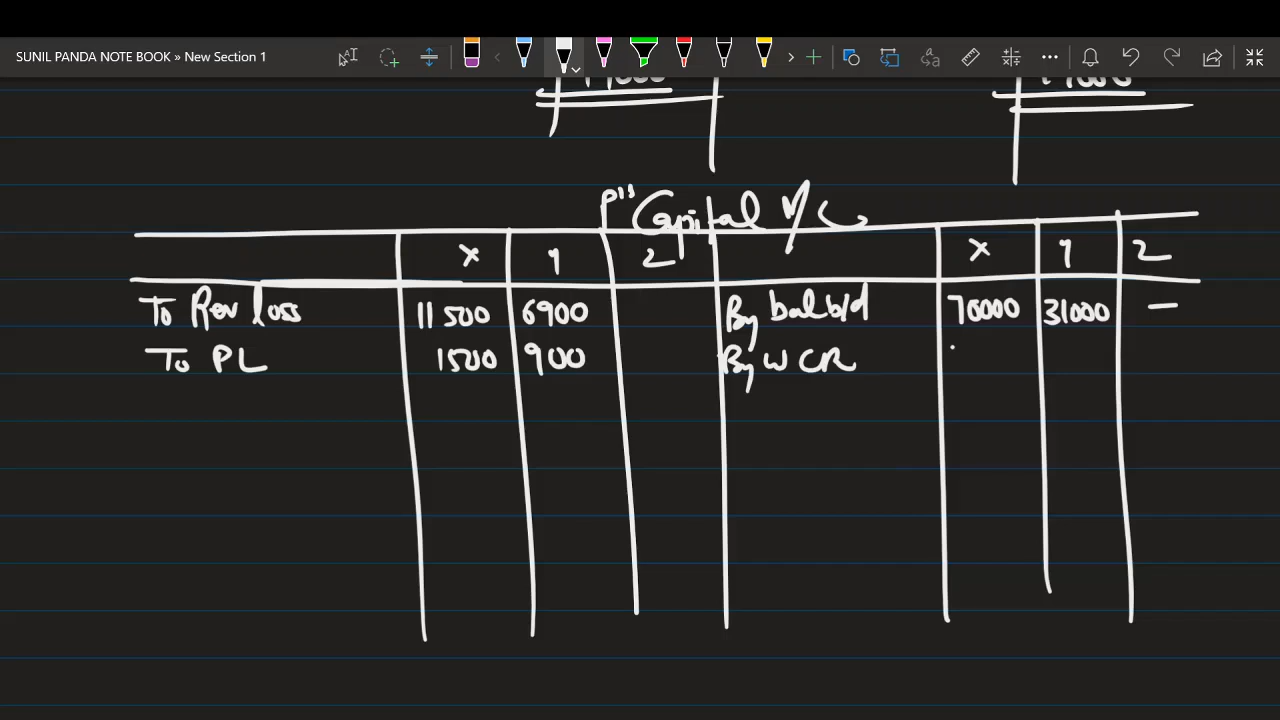 SUNIL PANDA NOTE BOOK » New Section 1
P'' Capital A/C
X Y Z X Y Z
To Rev loss 11500 6900 By bal b/d 70000 31000 —
To PL 1500 900 By WCR